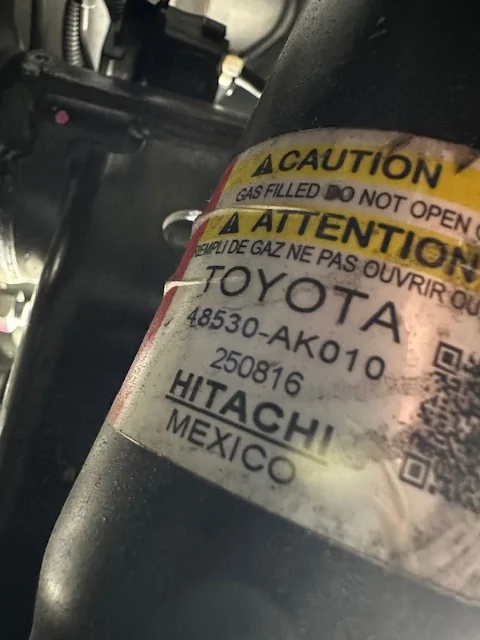 CAUTION
GAS FILLED DO NOT OPEN
ATTENTION
REMPLI DE GAZ NE PAS OUVRIR OU
TOYOTA
48530-AK010
250816
HITACHI
MEXICO